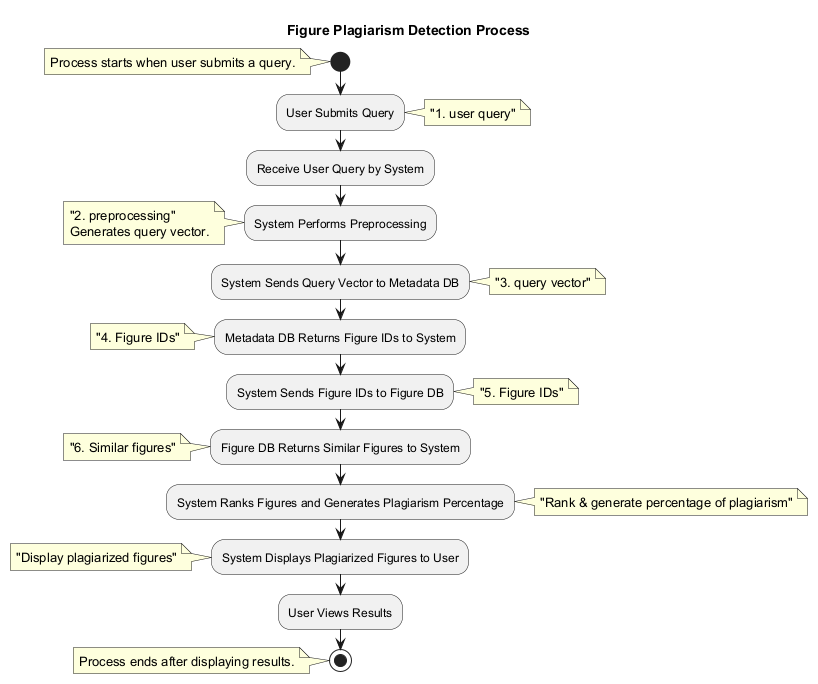 Figure Plagiarism Detection Process
Process starts when user submits a query.
User Submits Query
"1. user query"
Receive User Query by System
"2. preprocessing"
Generates query vector.
System Performs Preprocessing
System Sends Query Vector to Metadata DB
"3. query vector"
"4. Figure IDs"
Metadata DB Returns Figure IDs to System
System Sends Figure IDs to Figure DB
"5. Figure IDs"
"6. Similar figures"
Figure DB Returns Similar Figures to System
System Ranks Figures and Generates Plagiarism Percentage
"Rank & generate percentage of plagiarism"
"Display plagiarized figures"
System Displays Plagiarized Figures to User
User Views Results
Process ends after displaying results.